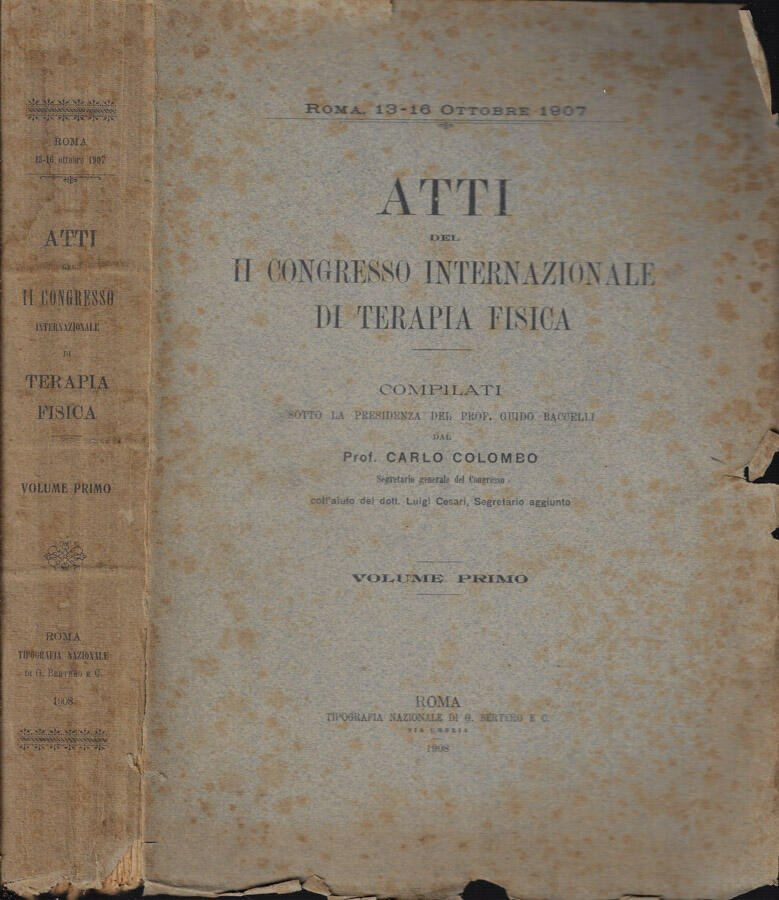 ROMA
13-16 ottobre 1907
ATTI
DEL
II CONGRESSO
INTERNAZIONALE
DI
TERAPIA
FISICA
VOLUME PRIMO
ROMA
TIPOGRAFIA NAZIONALE
DI G. BERTERO E C.
1908
ROMA, 13-16 OTTOBRE 1907
ATTI
DEL
II CONGRESSO INTERNAZIONALE
DI TERAPIA FISICA
COMPILATI
SOTTO LA PRESIDENZA DEL PROF. GUIDO BACCELLI
DAL
Prof. CARLO COLOMBO
Segretario generale del Congresso
coll'aiuto del dott. Luigi Cesari, Segretario aggiunto
VOLUME PRIMO
ROMA
TIPOGRAFIA NAZIONALE DI G. BERTERO E C.
VIA UMBRIA
1908